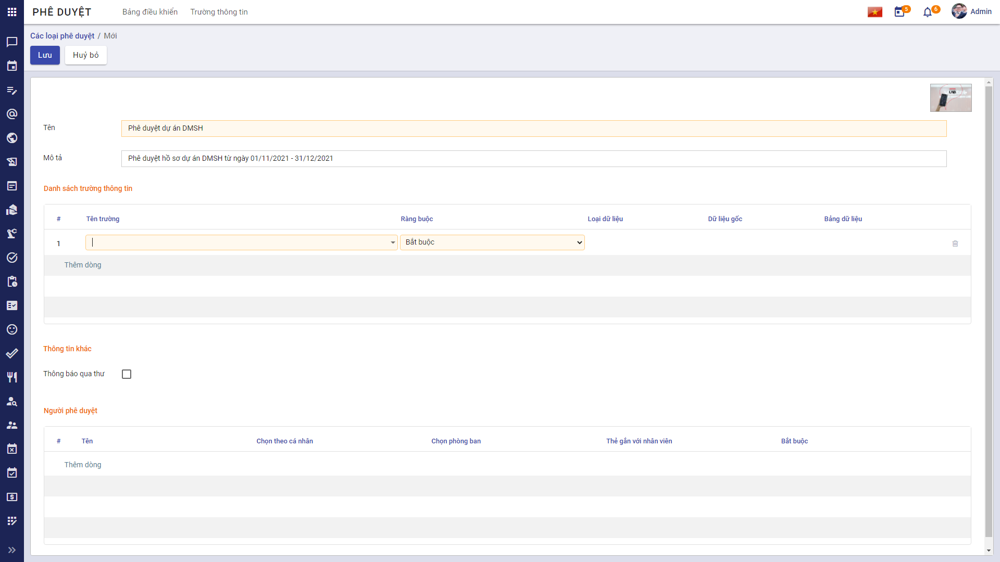 PHÊ DUYỆT
Bảng điều khiển
Trường thông tin
5
6
Admin
Các loại phê duyệt / Mới
Lưu
Huỷ bỏ
LAB
Tên
Phê duyệt dự án DMSH
Mô tả
Phê duyệt hồ sơ dự án DMSH từ ngày 01/11/2021 - 31/12/2021
Danh sách trường thông tin
# Tên trường Ràng buộc Loại dữ liệu Dữ liệu gốc Bảng dữ liệu
1 Bắt buộc
Thêm dòng
Thông tin khác
Thông báo qua thư
Người phê duyệt
# Tên Chọn theo cá nhân Chọn phòng ban Thẻ gắn với nhân viên Bắt buộc
Thêm dòng